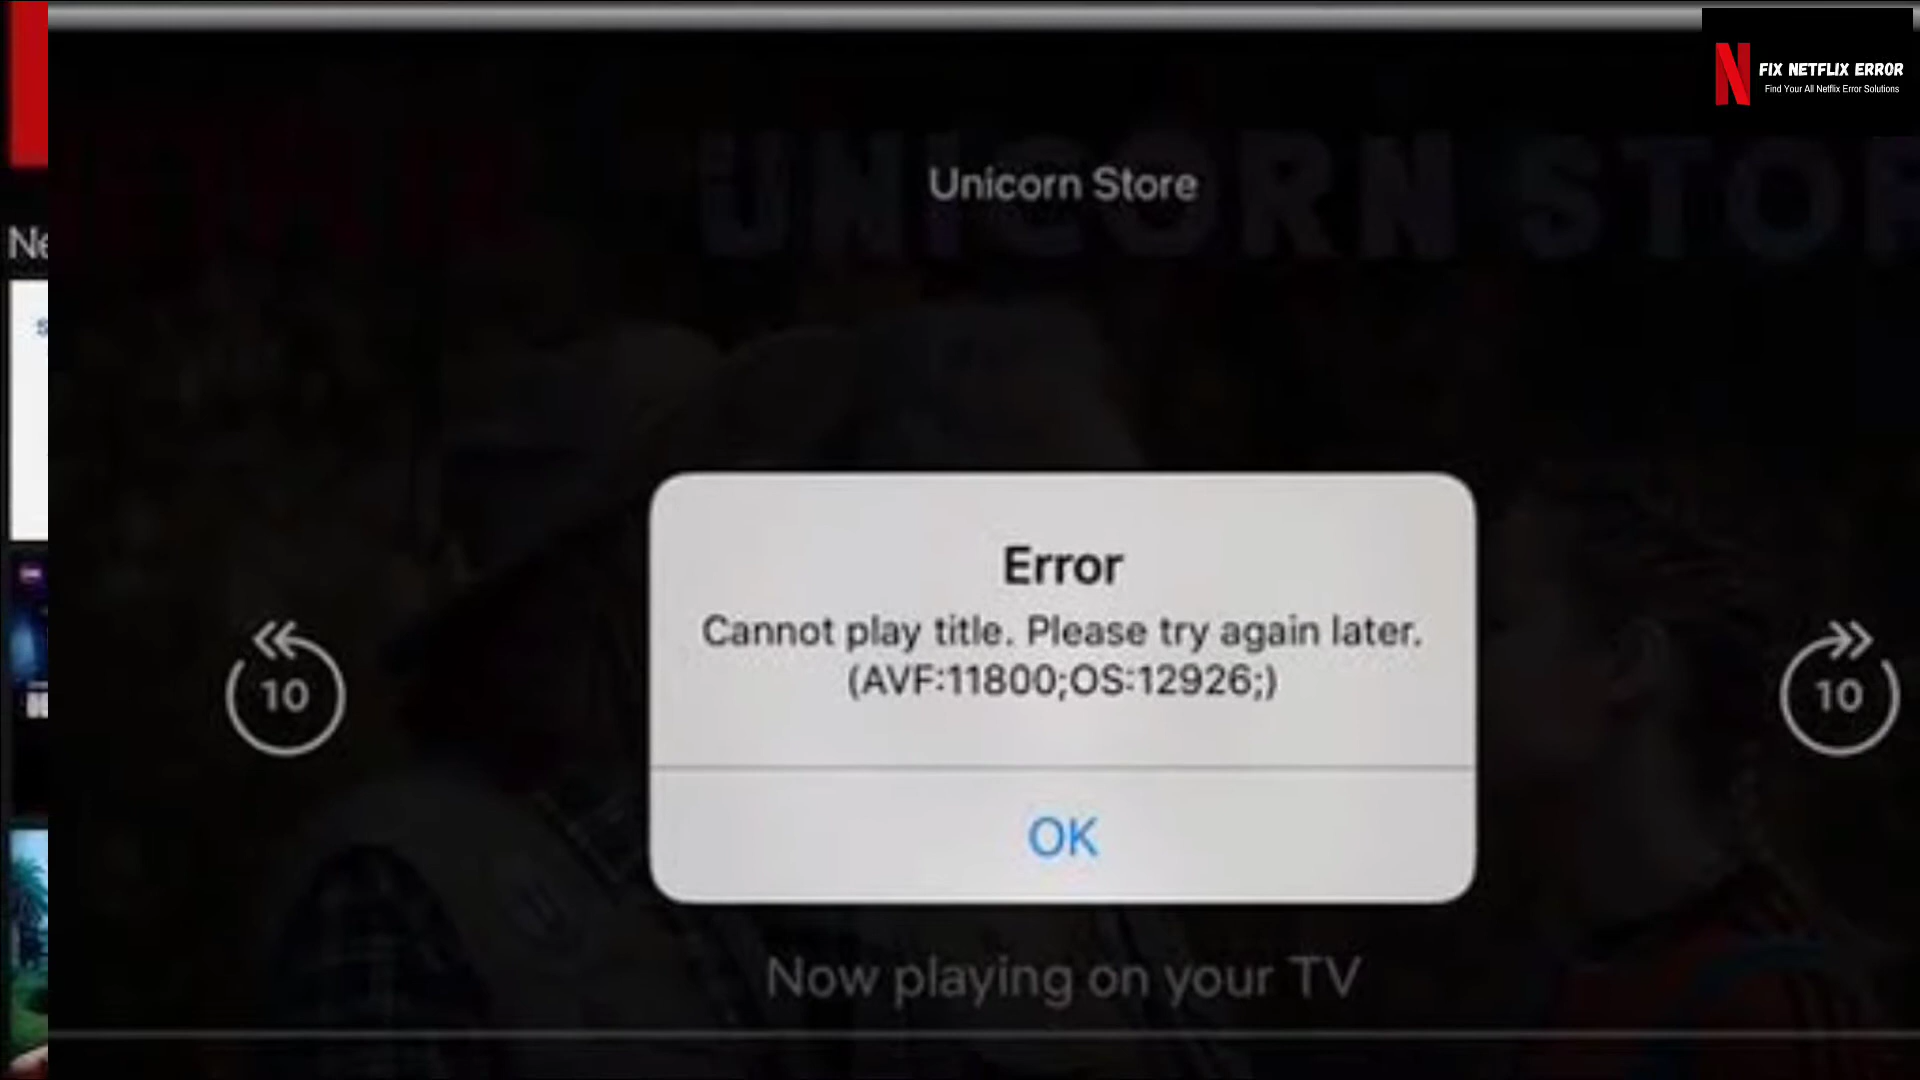 N FIX NETFLIX ERROR
Find Your All Netflix Error Solutions
UNICORN STOR
Unicorn Store
Ne
S
Error
Cannot play title. Please try again later.
(AVF:11800;OS:12926;)
10
10
OK
Now playing on your TV